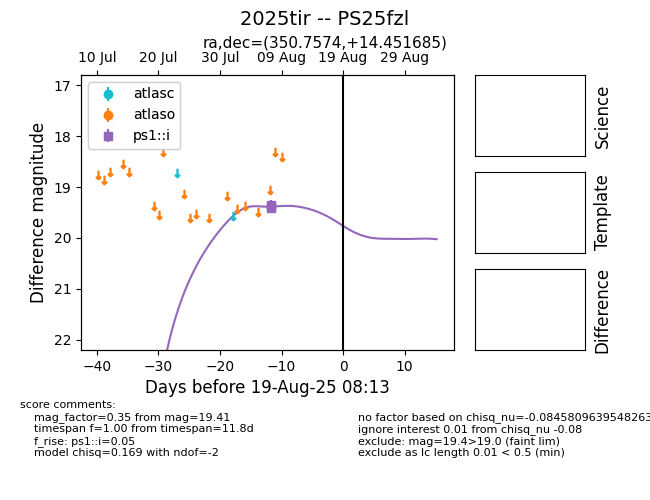 2025tir -- PS25fzl
ra,dec=(350.7574,+14.451685)
10 Jul 20 Jul 30 Jul 09 Aug 19 Aug 29 Aug
17
18
19
20
21
22
Difference magnitude
atlasc
atlaso
ps1::i
−40 −30 −20 −10 0 10
Days before 19-Aug-25 08:13
Science
Template
Difference
score comments:
mag_factor=0.35 from mag=19.41
timespan f=1.00 from timespan=11.8d
f_rise: ps1::i=0.05
model chisq=0.169 with ndof=-2
no factor based on chisq_nu=-0.0845809639548263
ignore interest 0.01 from chisq_nu -0.08
exclude: mag=19.4>19.0 (faint lim)
exclude as lc length 0.01 < 0.5 (min)